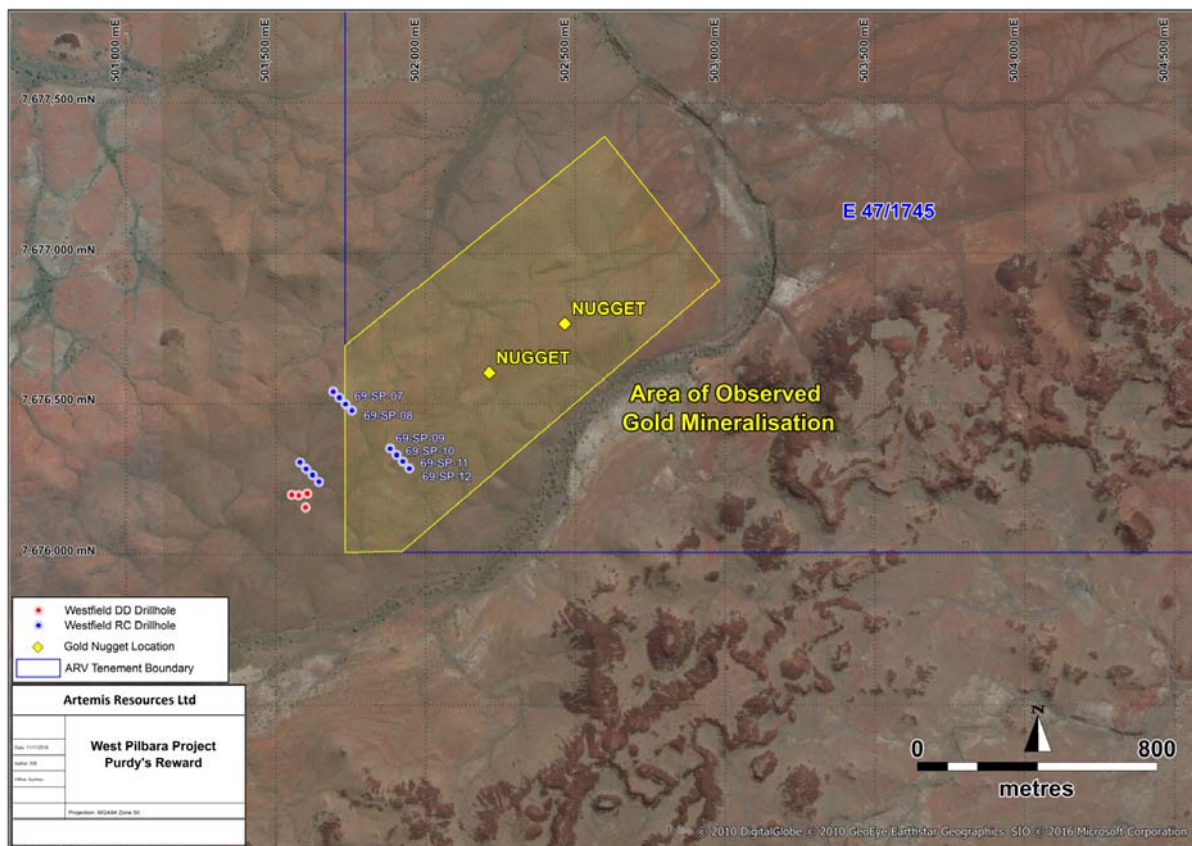 501,000 mE
501,500 mE
502,000 mE
502,500 mE
503,000 mE
503,500 mE
504,000 mE
504,500 mE
7,677,500 mN
E 47/1745
7,677,000 mN
NUGGET
NUGGET
Area of Observed
Gold Mineralisation
7,676,500 mN
69-SP-07
69-SP-08
69-SP-09
69-SP-10
69-SP-11
69-SP-12
7,676,000 mN
Westfield DD Drillhole
Westfield RC Drillhole
Gold Nugget Location
ARV Tenement Boundary
Artemis Resources Ltd
West Pilbara Project
Purdy's Reward
Office: Sydney
Projection: MGA94 Zone 50
N
0 800
metres
© 2010 DigitalGlobe © 2010 GeoEye Earthstar Geographics SIO © 2016 Microsoft Corporation